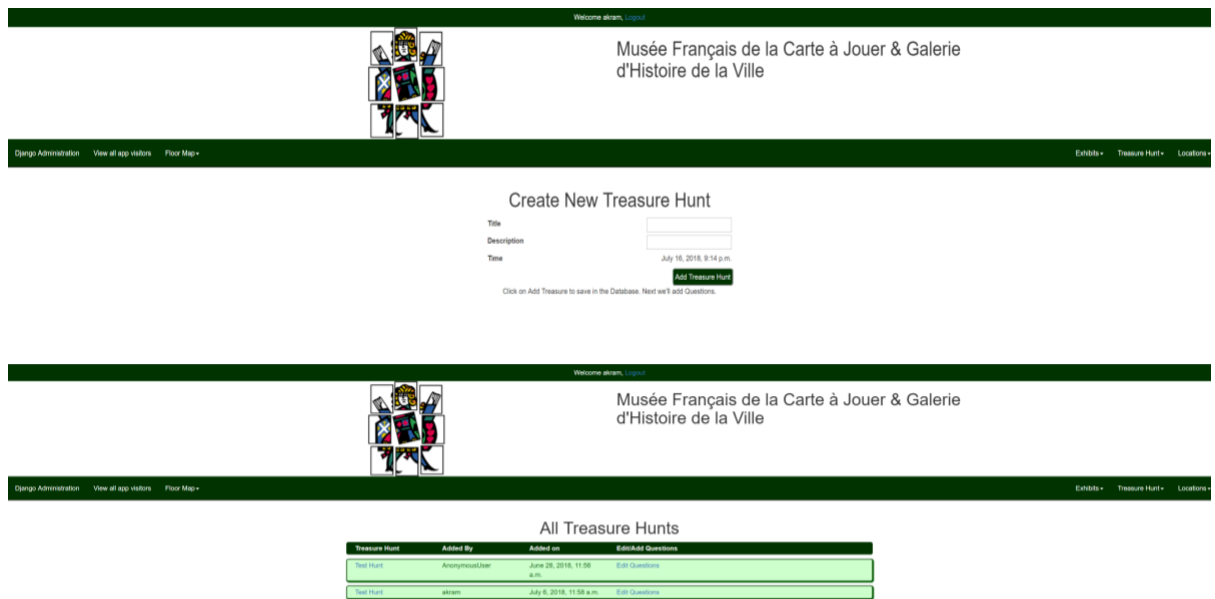 Welcome akram, Logout
Musée Français de la Carte à Jouer & Galerie
d'Histoire de la Ville
Django Administration View all app visitors Floor Map Exhibits Treasure Hunt Locations
Create New Treasure Hunt
Title
Description
Time July 16, 2018, 9:14 p.m.
Add Treasure Hunt
Click on Add Treasure to save in the Database. Next we'll add Questions.
Welcome akram, Logout
Musée Français de la Carte à Jouer & Galerie
d'Histoire de la Ville
Django Administration View all app visitors Floor Map Exhibits Treasure Hunt Locations
All Treasure Hunts
Treasure Hunt Added By Added on Edit/Add Questions
Test Hunt AnonymousUser June 28, 2018, 11:58 Edit Questions
a.m.
Test Hunt akram July 6, 2018, 11:58 a.m. Edit Questions